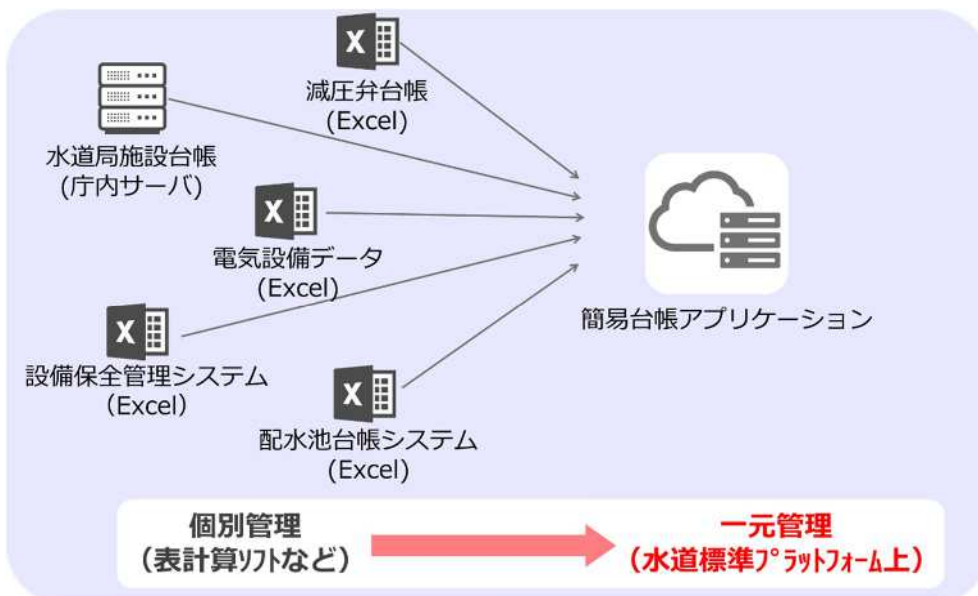 減圧弁台帳
(Excel)
水道局施設台帳
(庁内サーバ)
電気設備データ
(Excel)
簡易台帳アプリケーション
設備保全管理システム
（Excel）
配水池台帳システム
(Excel)
個別管理
（表計算ｿﾌﾄなど）
一元管理
（水道標準ﾌﾟﾗｯﾄﾌｫｰﾑ上）